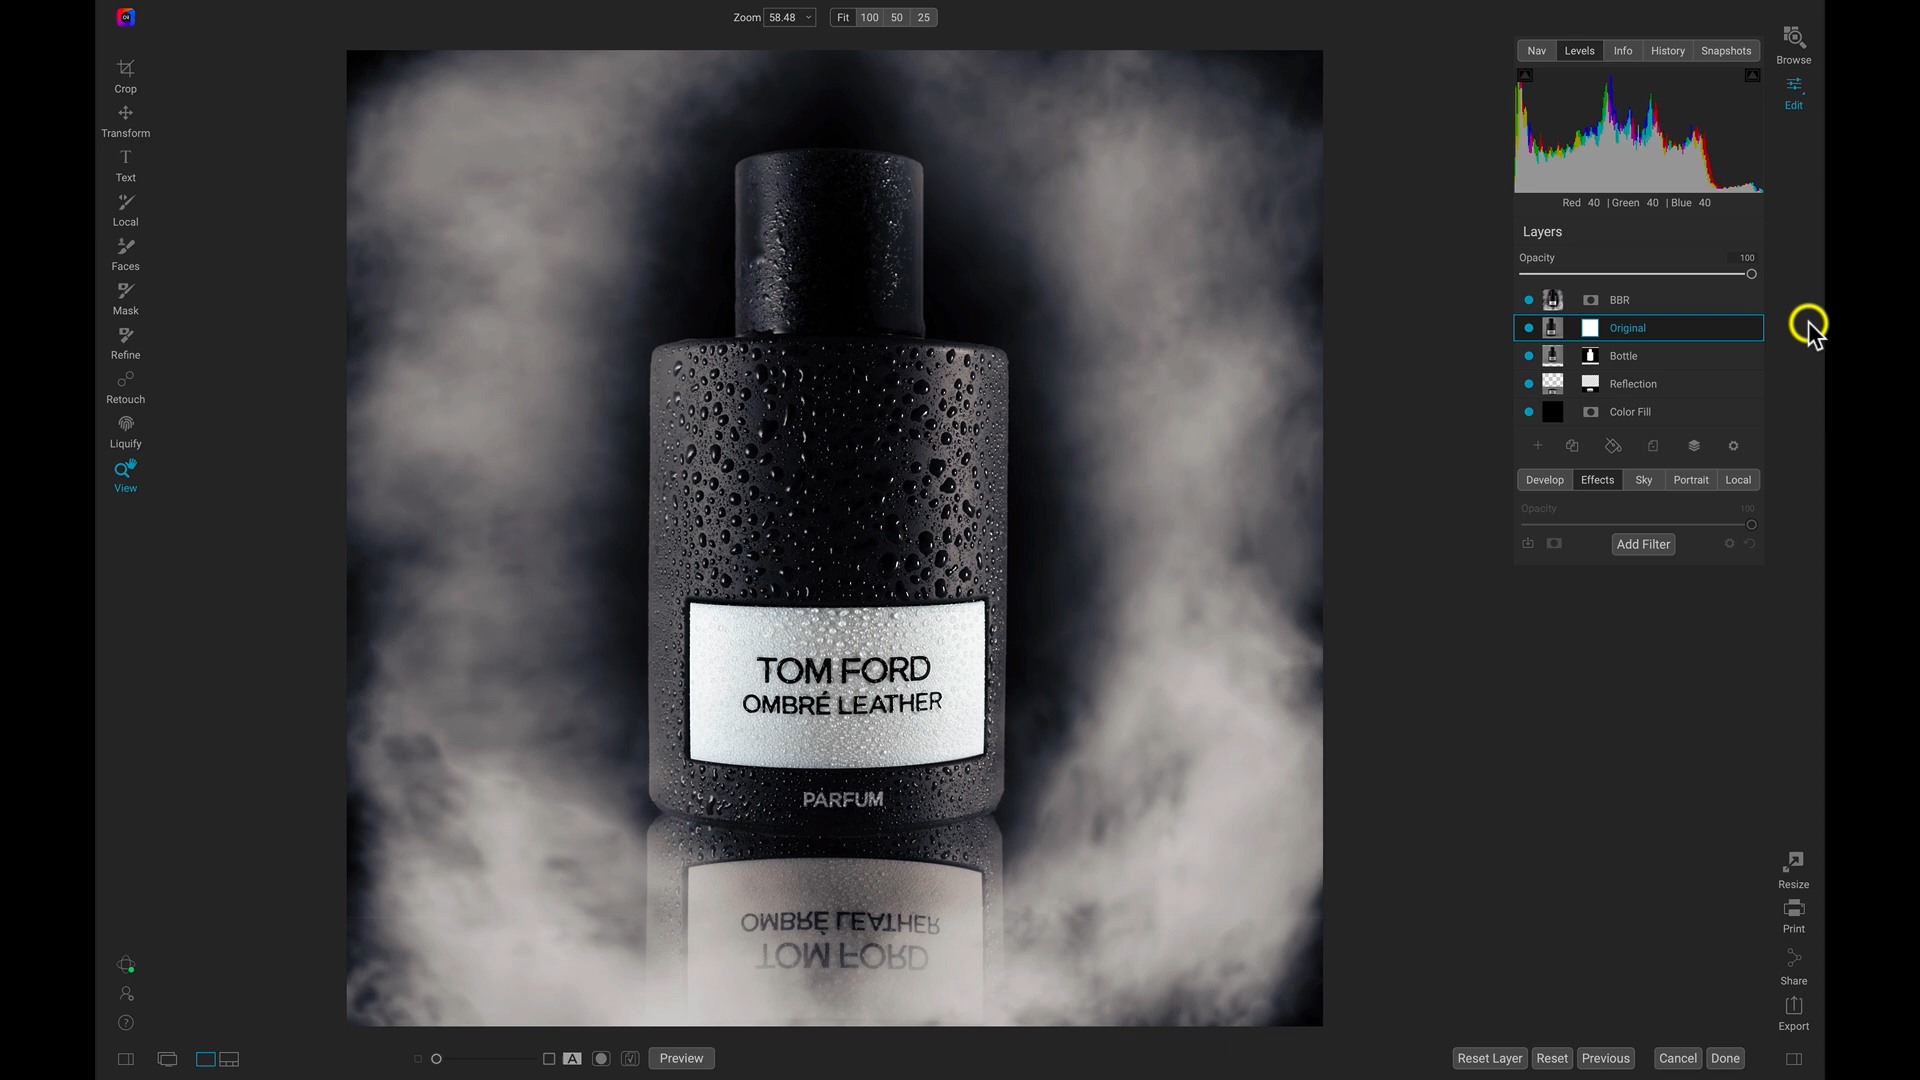 Zoom 58.48 Fit 100 50 25
Crop
Transform
Text
Local
Faces
Mask
Refine
Retouch
Liquify
View
TOM FORD
OMBRÉ LEATHER
PARFUM
OMBRÉ LEATHER
TOM FORD
Nav Levels Info History Snapshots
Red 40 | Green 40 | Blue 40
Layers
Opacity 100
BBR
Original
Bottle
Reflection
Color Fill
Develop Effects Sky Portrait Local
Opacity 100
Add Filter
Browse
Edit
Resize
Print
Share
Export
A Preview
Reset Layer Reset Previous Cancel Done